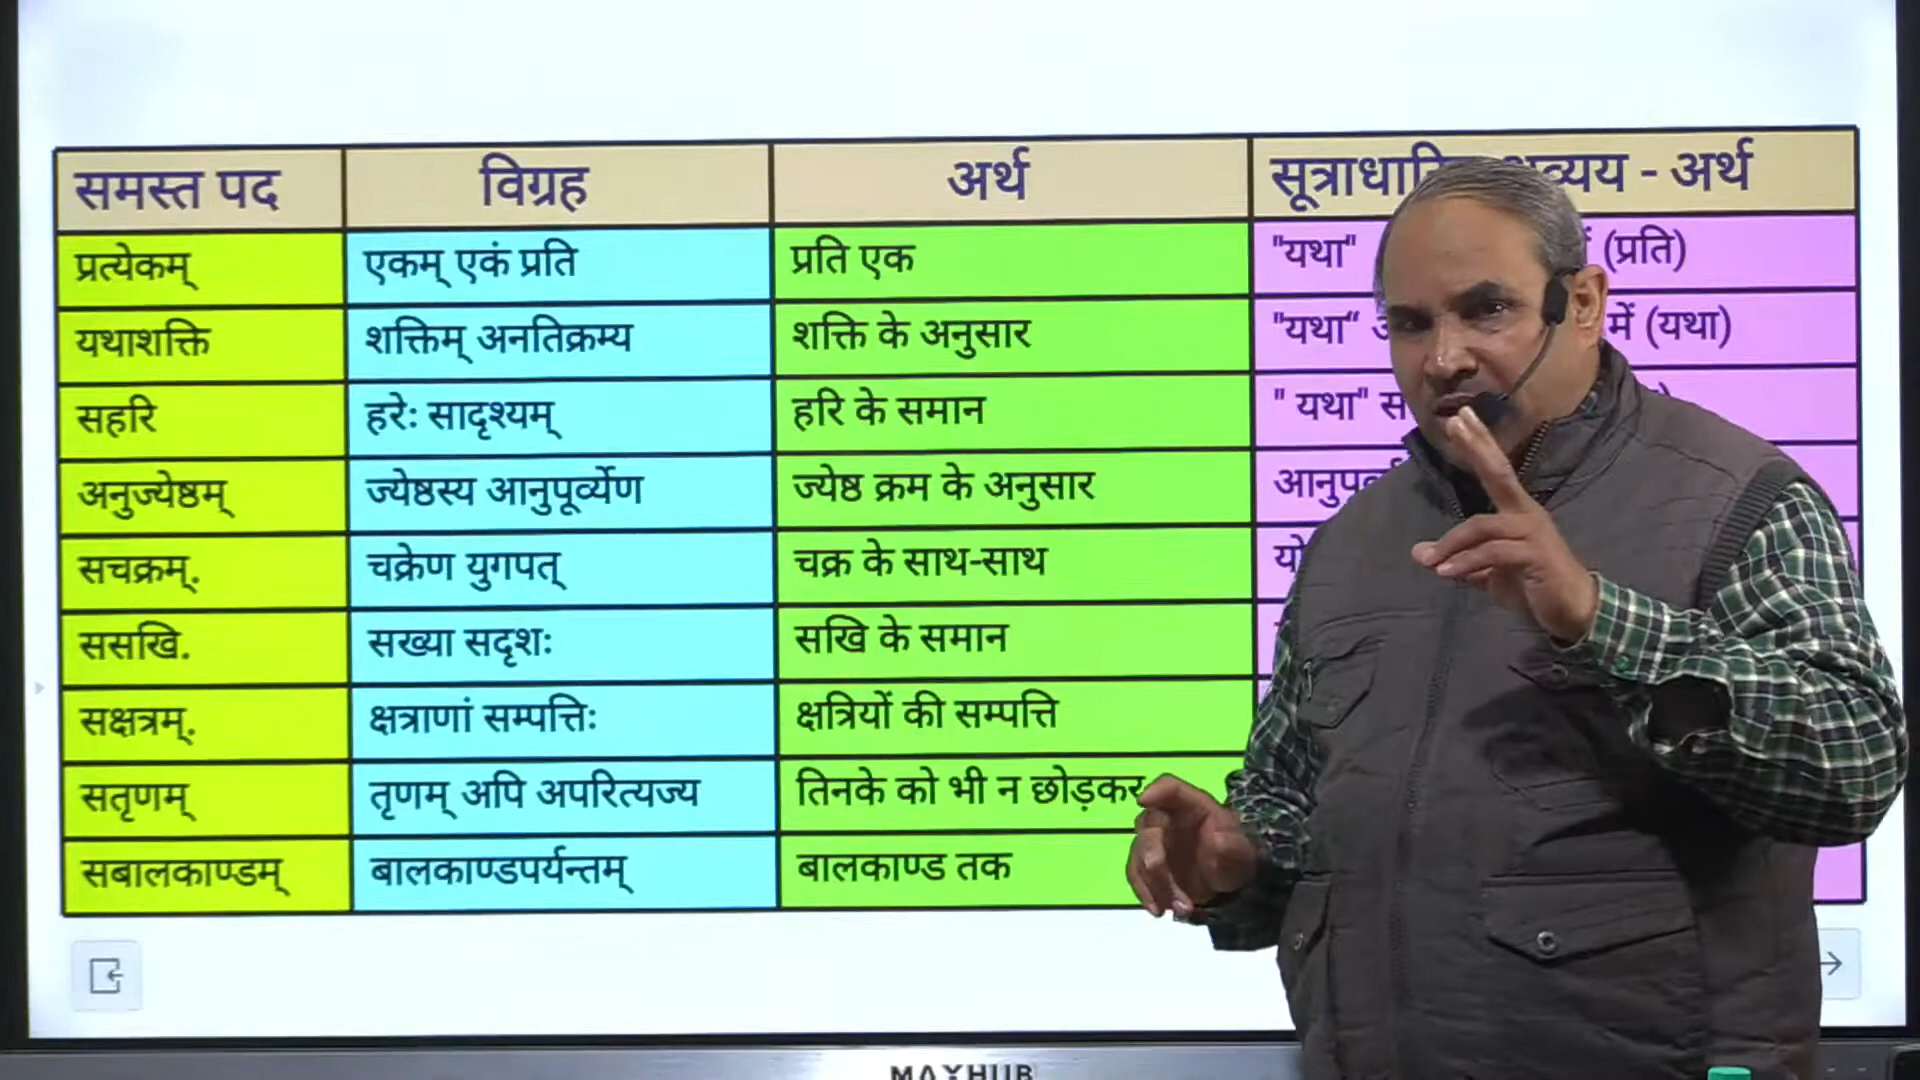 समस्त पद विग्रह अर्थ अव्यय - अर्थ
प्रत्येकम् एकम् एकं प्रति प्रति एक "यथा" (प्रति)
यथाशक्ति शक्तिम् अनतिक्रम्य शक्ति के अनुसार "यथा“ में (यथा)
सहरि हरेः सादृश्यम् हरि के समान " यथा"
अनुज्येष्ठम् ज्येष्ठस्य आनुपूर्व्येण ज्येष्ठ क्रम के अनुसार
सचक्रम्. चक्रेण युगपत् चक्र के साथ-साथ
ससखि. सख्या सदृशः सखि के समान
सक्षत्रम्. क्षत्राणां सम्पत्तिः क्षत्रियों की सम्पत्ति
सतृणम् तृणम् अपि अपरित्यज्य तिनके को भी न छोड़कर
सबालकाण्डम् बालकाण्डपर्यन्तम् बालकाण्ड तक
MAXHUB